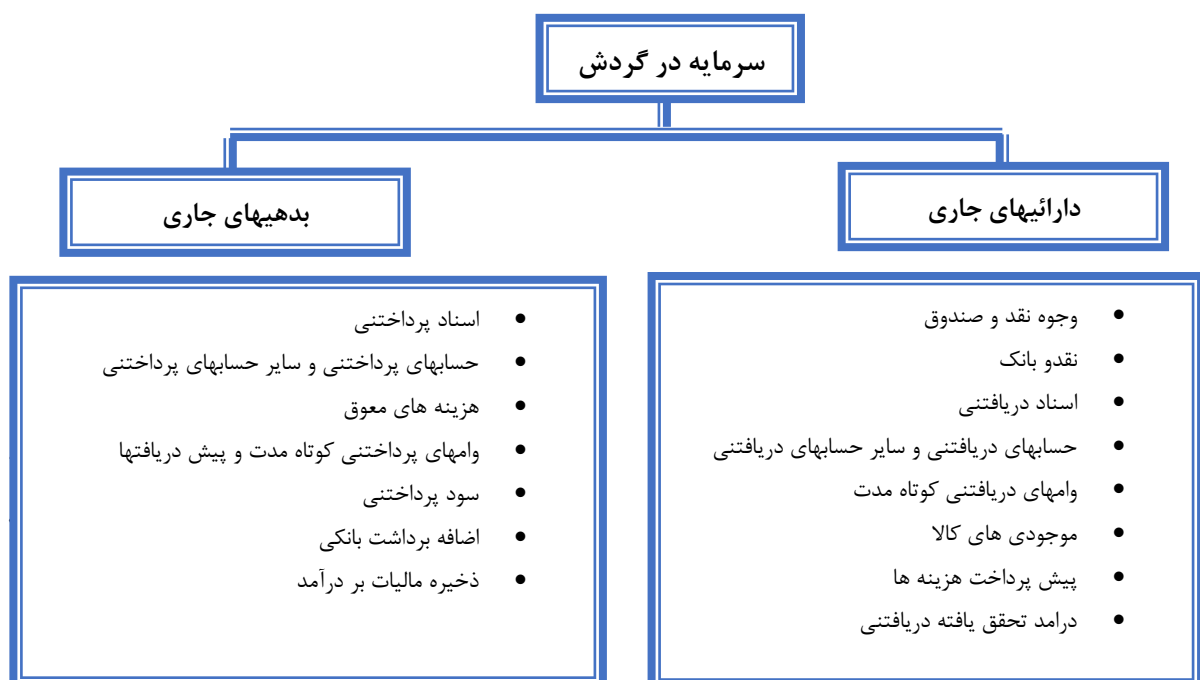 سرمایه در گردش
دارائیهای جاری
وجوه نقد و صندوق
نقدو بانک
اسناد دریافتنی
حسابهای دریافتنی و سایر حسابهای دریافتنی
وامهای دریافتنی کوتاه مدت
موجودی های کالا
پیش پرداخت هزینه ها
درامد تحقق یافته دریافتنی
بدهیهای جاری
اسناد پرداختنی
حسابهای پرداختنی و سایر حسابهای پرداختنی
هزینه های معوق
وامهای پرداختنی کوتاه مدت و پیش دریافتها
سود پرداختنی
اضافه برداشت بانکی
ذخیره مالیات بر درآمد